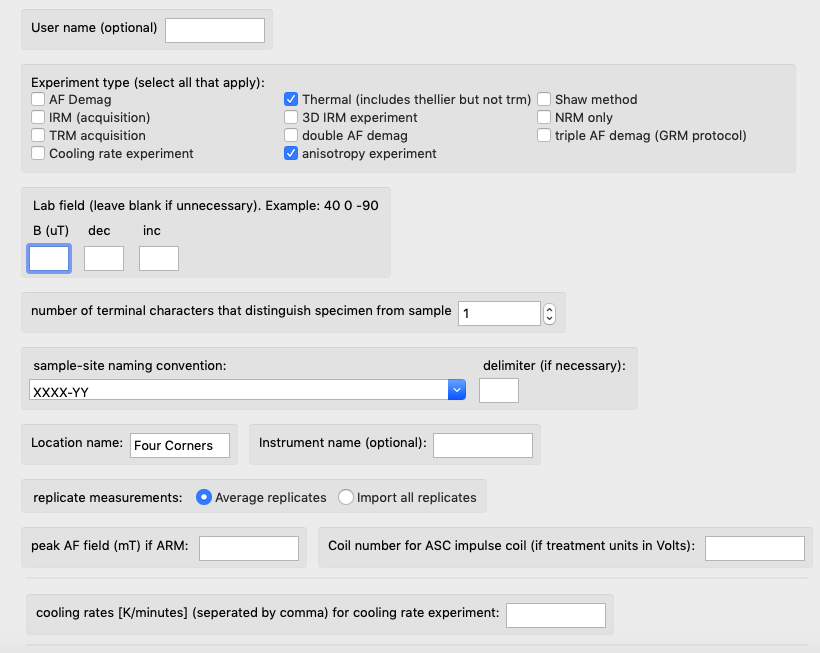 User name (optional)
Experiment type (select all that apply):
AF Demag Thermal (includes thellier but not trm) Shaw method
IRM (acquisition) 3D IRM experiment NRM only
TRM acquisition double AF demag triple AF demag (GRM protocol)
Cooling rate experiment anisotropy experiment
Lab field (leave blank if unnecessary). Example: 40 0 -90
B (uT) dec inc
number of terminal characters that distinguish specimen from sample 1
sample-site naming convention: delimiter (if necessary):
XXXX-YY
Location name: Four Corners Instrument name (optional):
replicate measurements: Average replicates Import all replicates
peak AF field (mT) if ARM: Coil number for ASC impulse coil (if treatment units in Volts):
cooling rates [K/minutes] (seperated by comma) for cooling rate experiment: